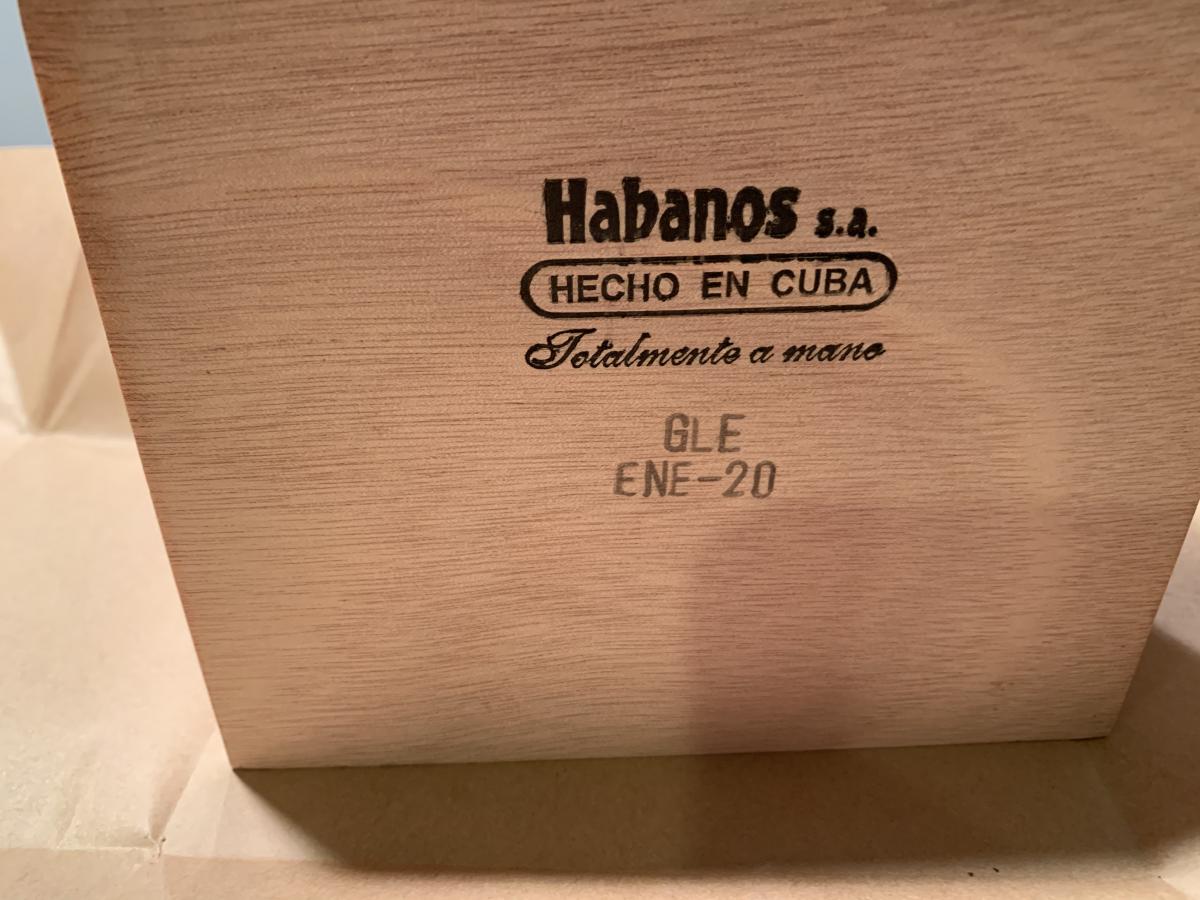 Habanos s.a.
HECHO EN CUBA
Totalmente a mano
GLE
ENE-20